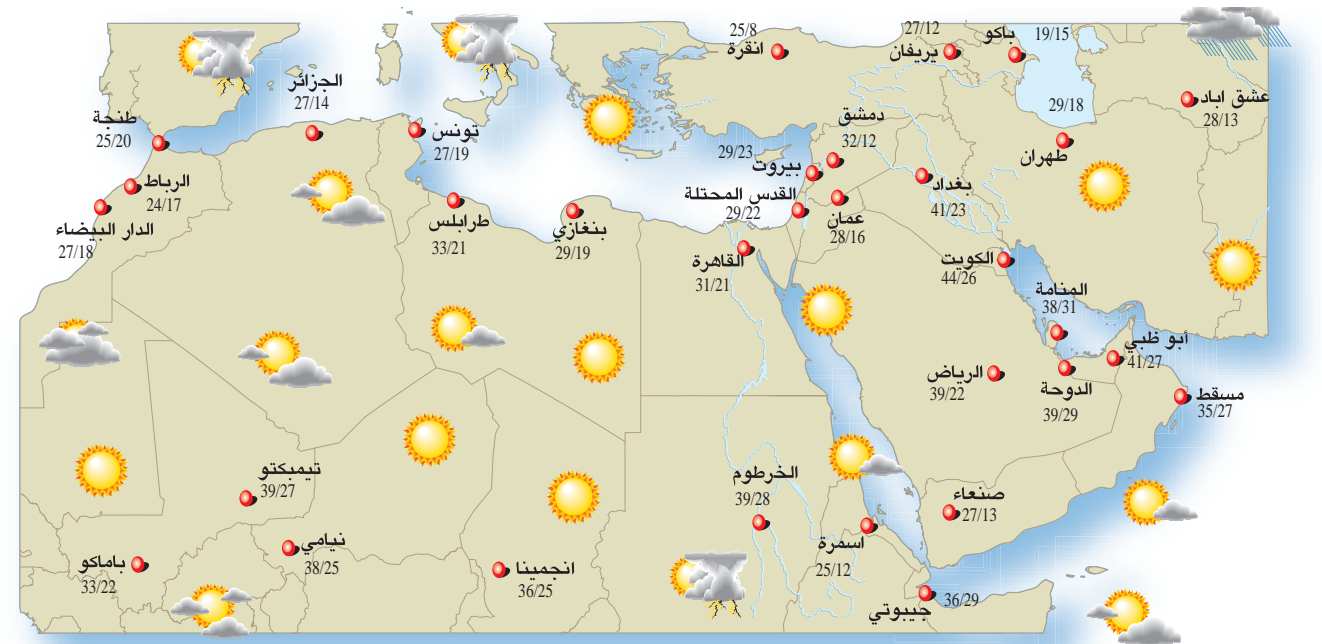 25/8
انقرة
27/12
يريفان
باكو
19/15
29/18
عشق اباد
28/13
طهران
الجزائر
27/14
طنجة
25/20
تونس
27/19
دمشق
32/12
29/23
بيروت
بغداد
41/23
الرباط
24/17
القدس المحتلة
29/22
عمان
28/16
الدار البيضاء
27/18
طرابلس
33/21
بنغازي
29/19
القاهرة
31/21
الكويت
44/26
المنامة
38/31
أبو ظبي
41/27
الرياض
39/22
الدوحة
39/29
مسقط
35/27
تيمبكتو
39/27
الخرطوم
39/28
صنعاء
27/13
نيامي
38/25
باماكو
33/22
انجمينا
36/25
اسمرة
25/12
36/29
جيبوتي